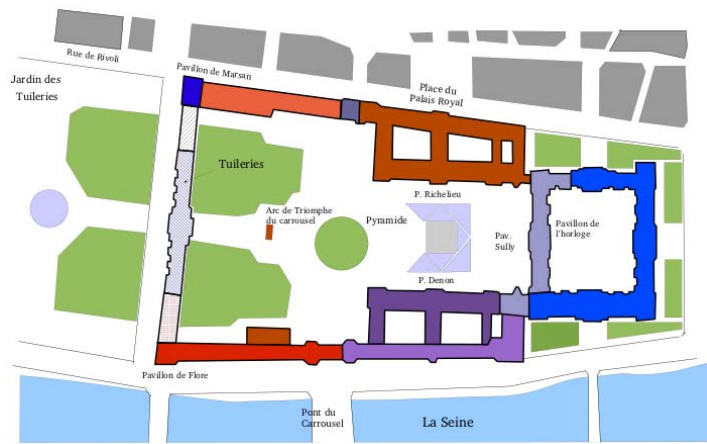 Rue de Rivoli
Pavillon de Marsan
Jardin des
Tuileries
Place du
Palais Royal
Tuileries
P. Richelieu
Arc de Triomphe
du carrousel
Pyramide
Pav.
Sully
Pavillon de
l'horloge
P. Denon
Pavillon de Flore
Pont du
Carrousel
La Seine